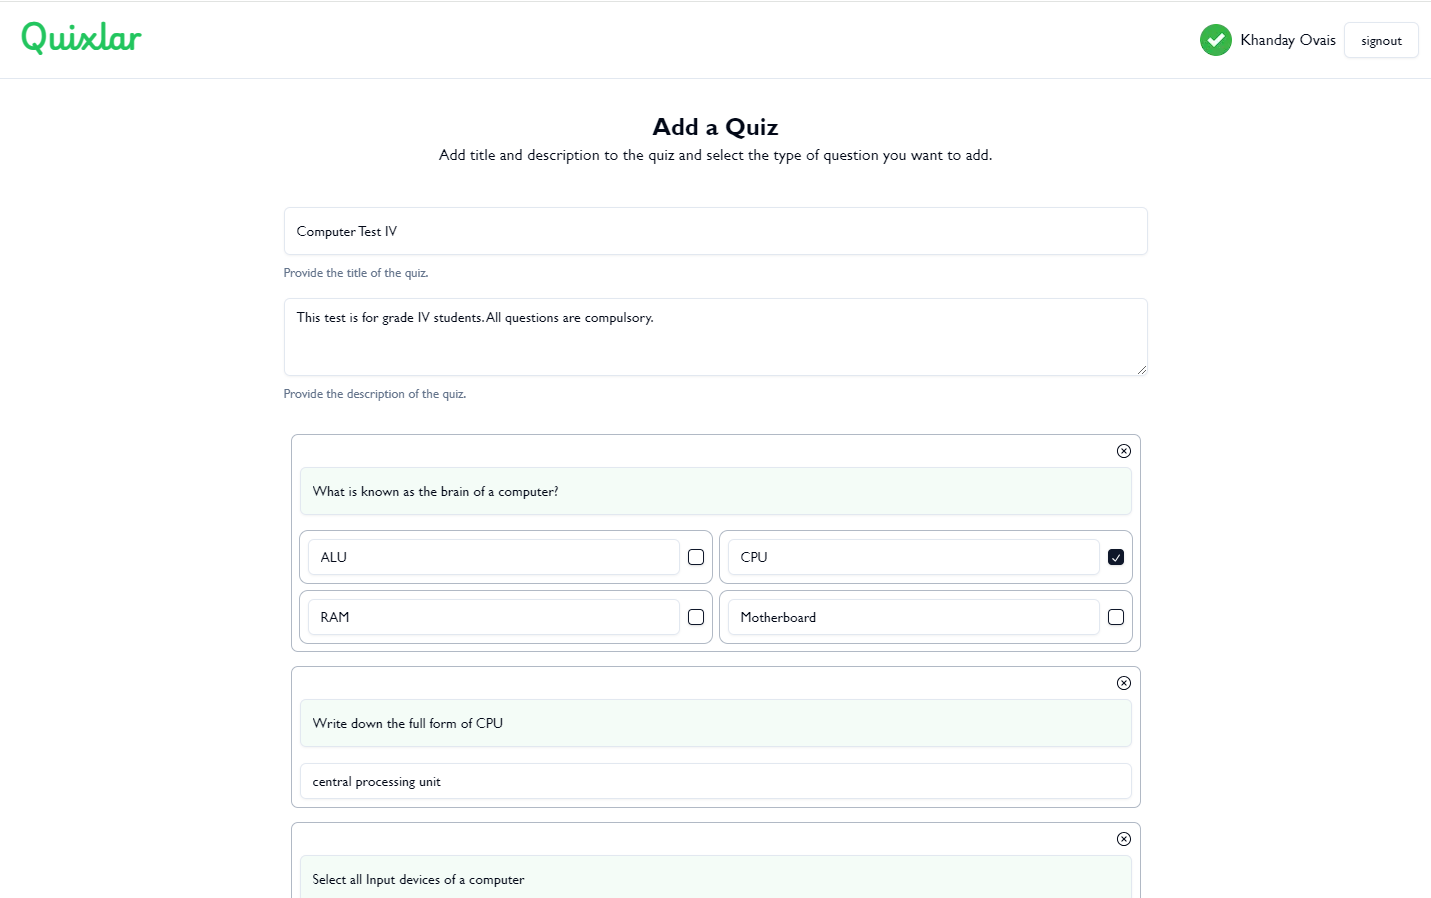 Quixlar
Khanday Ovais
signout
Add a Quiz
Add title and description to the quiz and select the type of question you want to add.
Computer Test IV
Provide the title of the quiz.
This test is for grade IV students. All questions are compulsory.
Provide the description of the quiz.
What is known as the brain of a computer?
ALU
CPU
RAM
Motherboard
Write down the full form of CPU
central processing unit
Select all Input devices of a computer